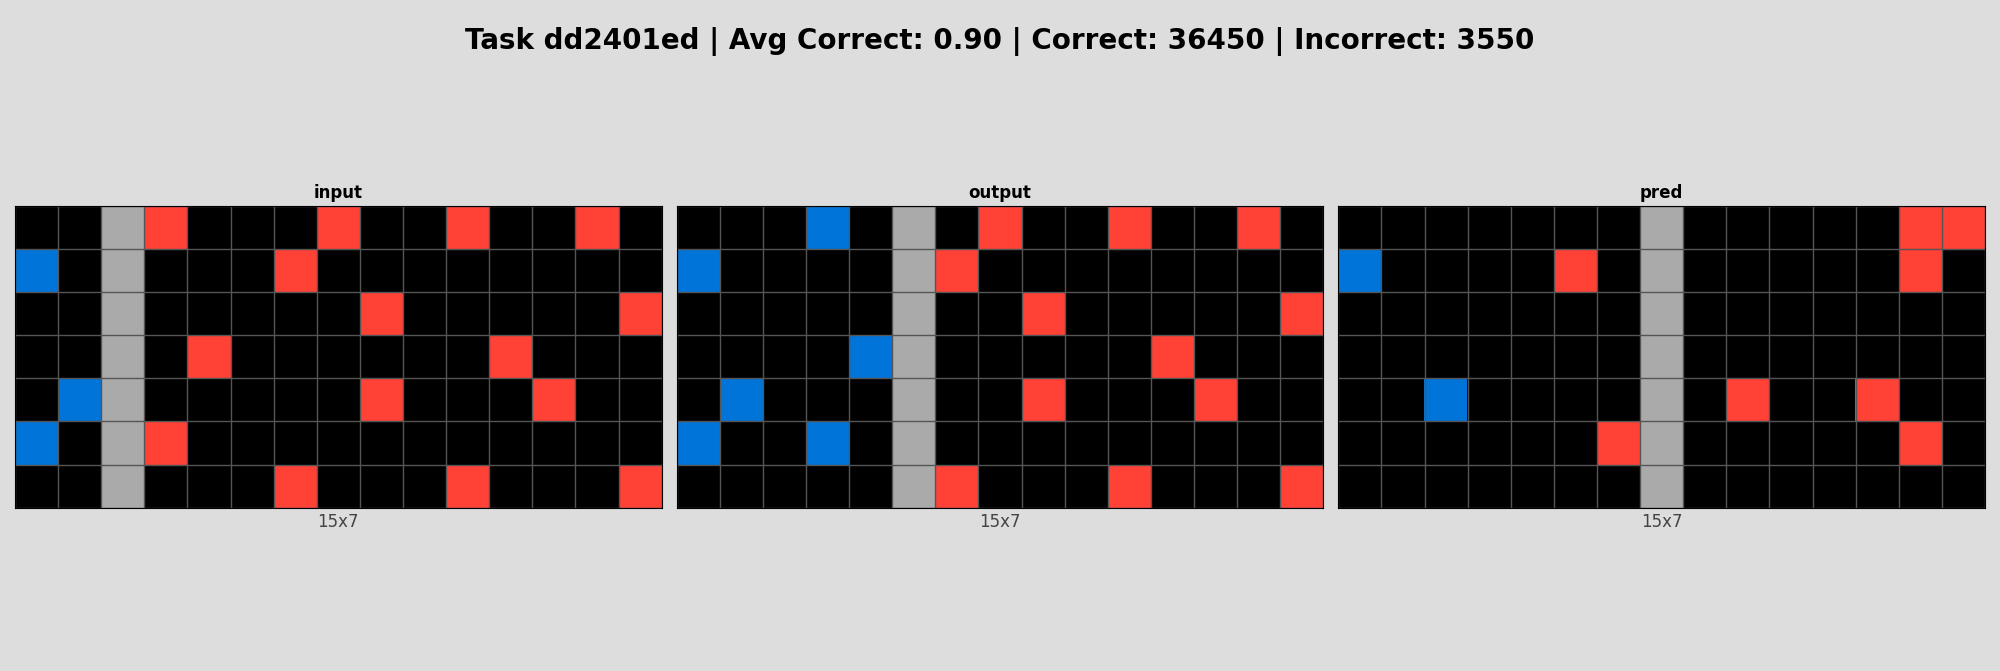 Task dd2401ed | Avg Correct: 0.90 | Correct: 36450 | Incorrect: 3550
input
output
pred
15x7
15x7
15x7